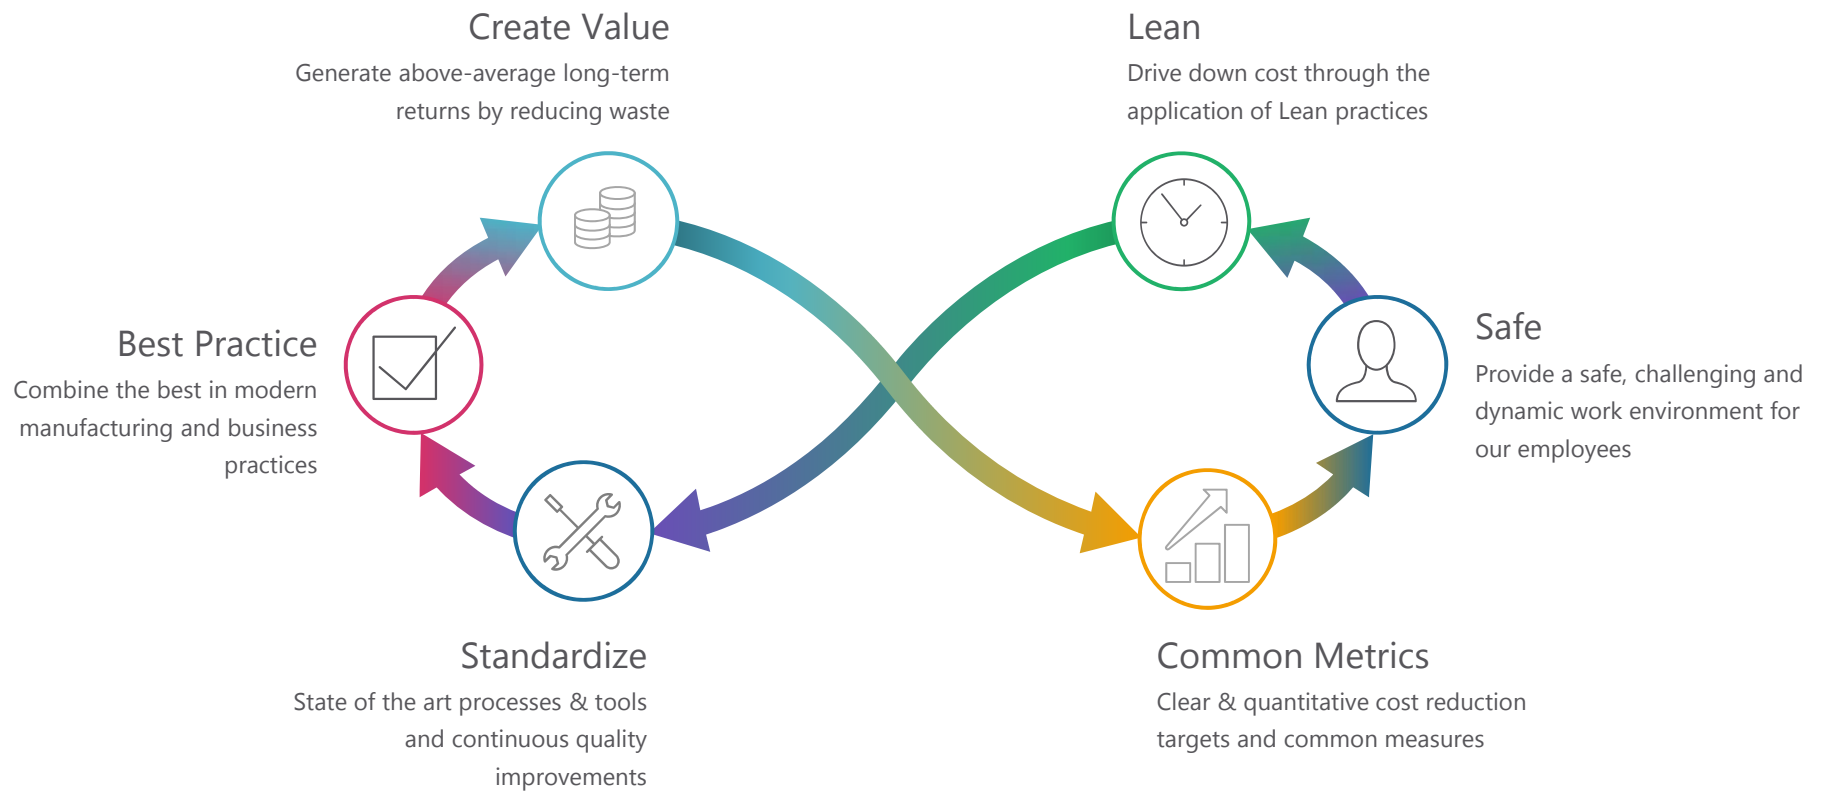 Create Value
Generate above-average long-term
returns by reducing waste
Lean
Drive down cost through the
application of Lean practices
Best Practice
Combine the best in modern
manufacturing and business
practices
Safe
Provide a safe, challenging and
dynamic work environment for
our employees
Standardize
State of the art processes & tools
and continuous quality
improvements
Common Metrics
Clear & quantitative cost reduction
targets and common measures